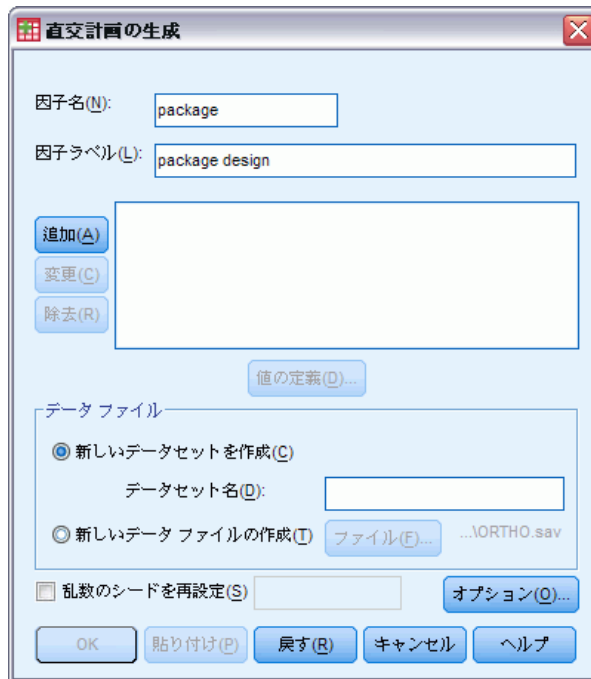 直交計画の生成
因子名(N): package
因子ラベル(L): package design
追加(A)
変更(C)
除去(R)
値の定義(D)...
データ ファイル
新しいデータセットを作成(C)
データセット名(D):
新しいデータ ファイルの作成(T) ファイル(F)... ...\ORTHO.sav
乱数のシードを再設定(S) オプション(O)...
OK 貼り付け(P) 戻す(R) キャンセル ヘルプ